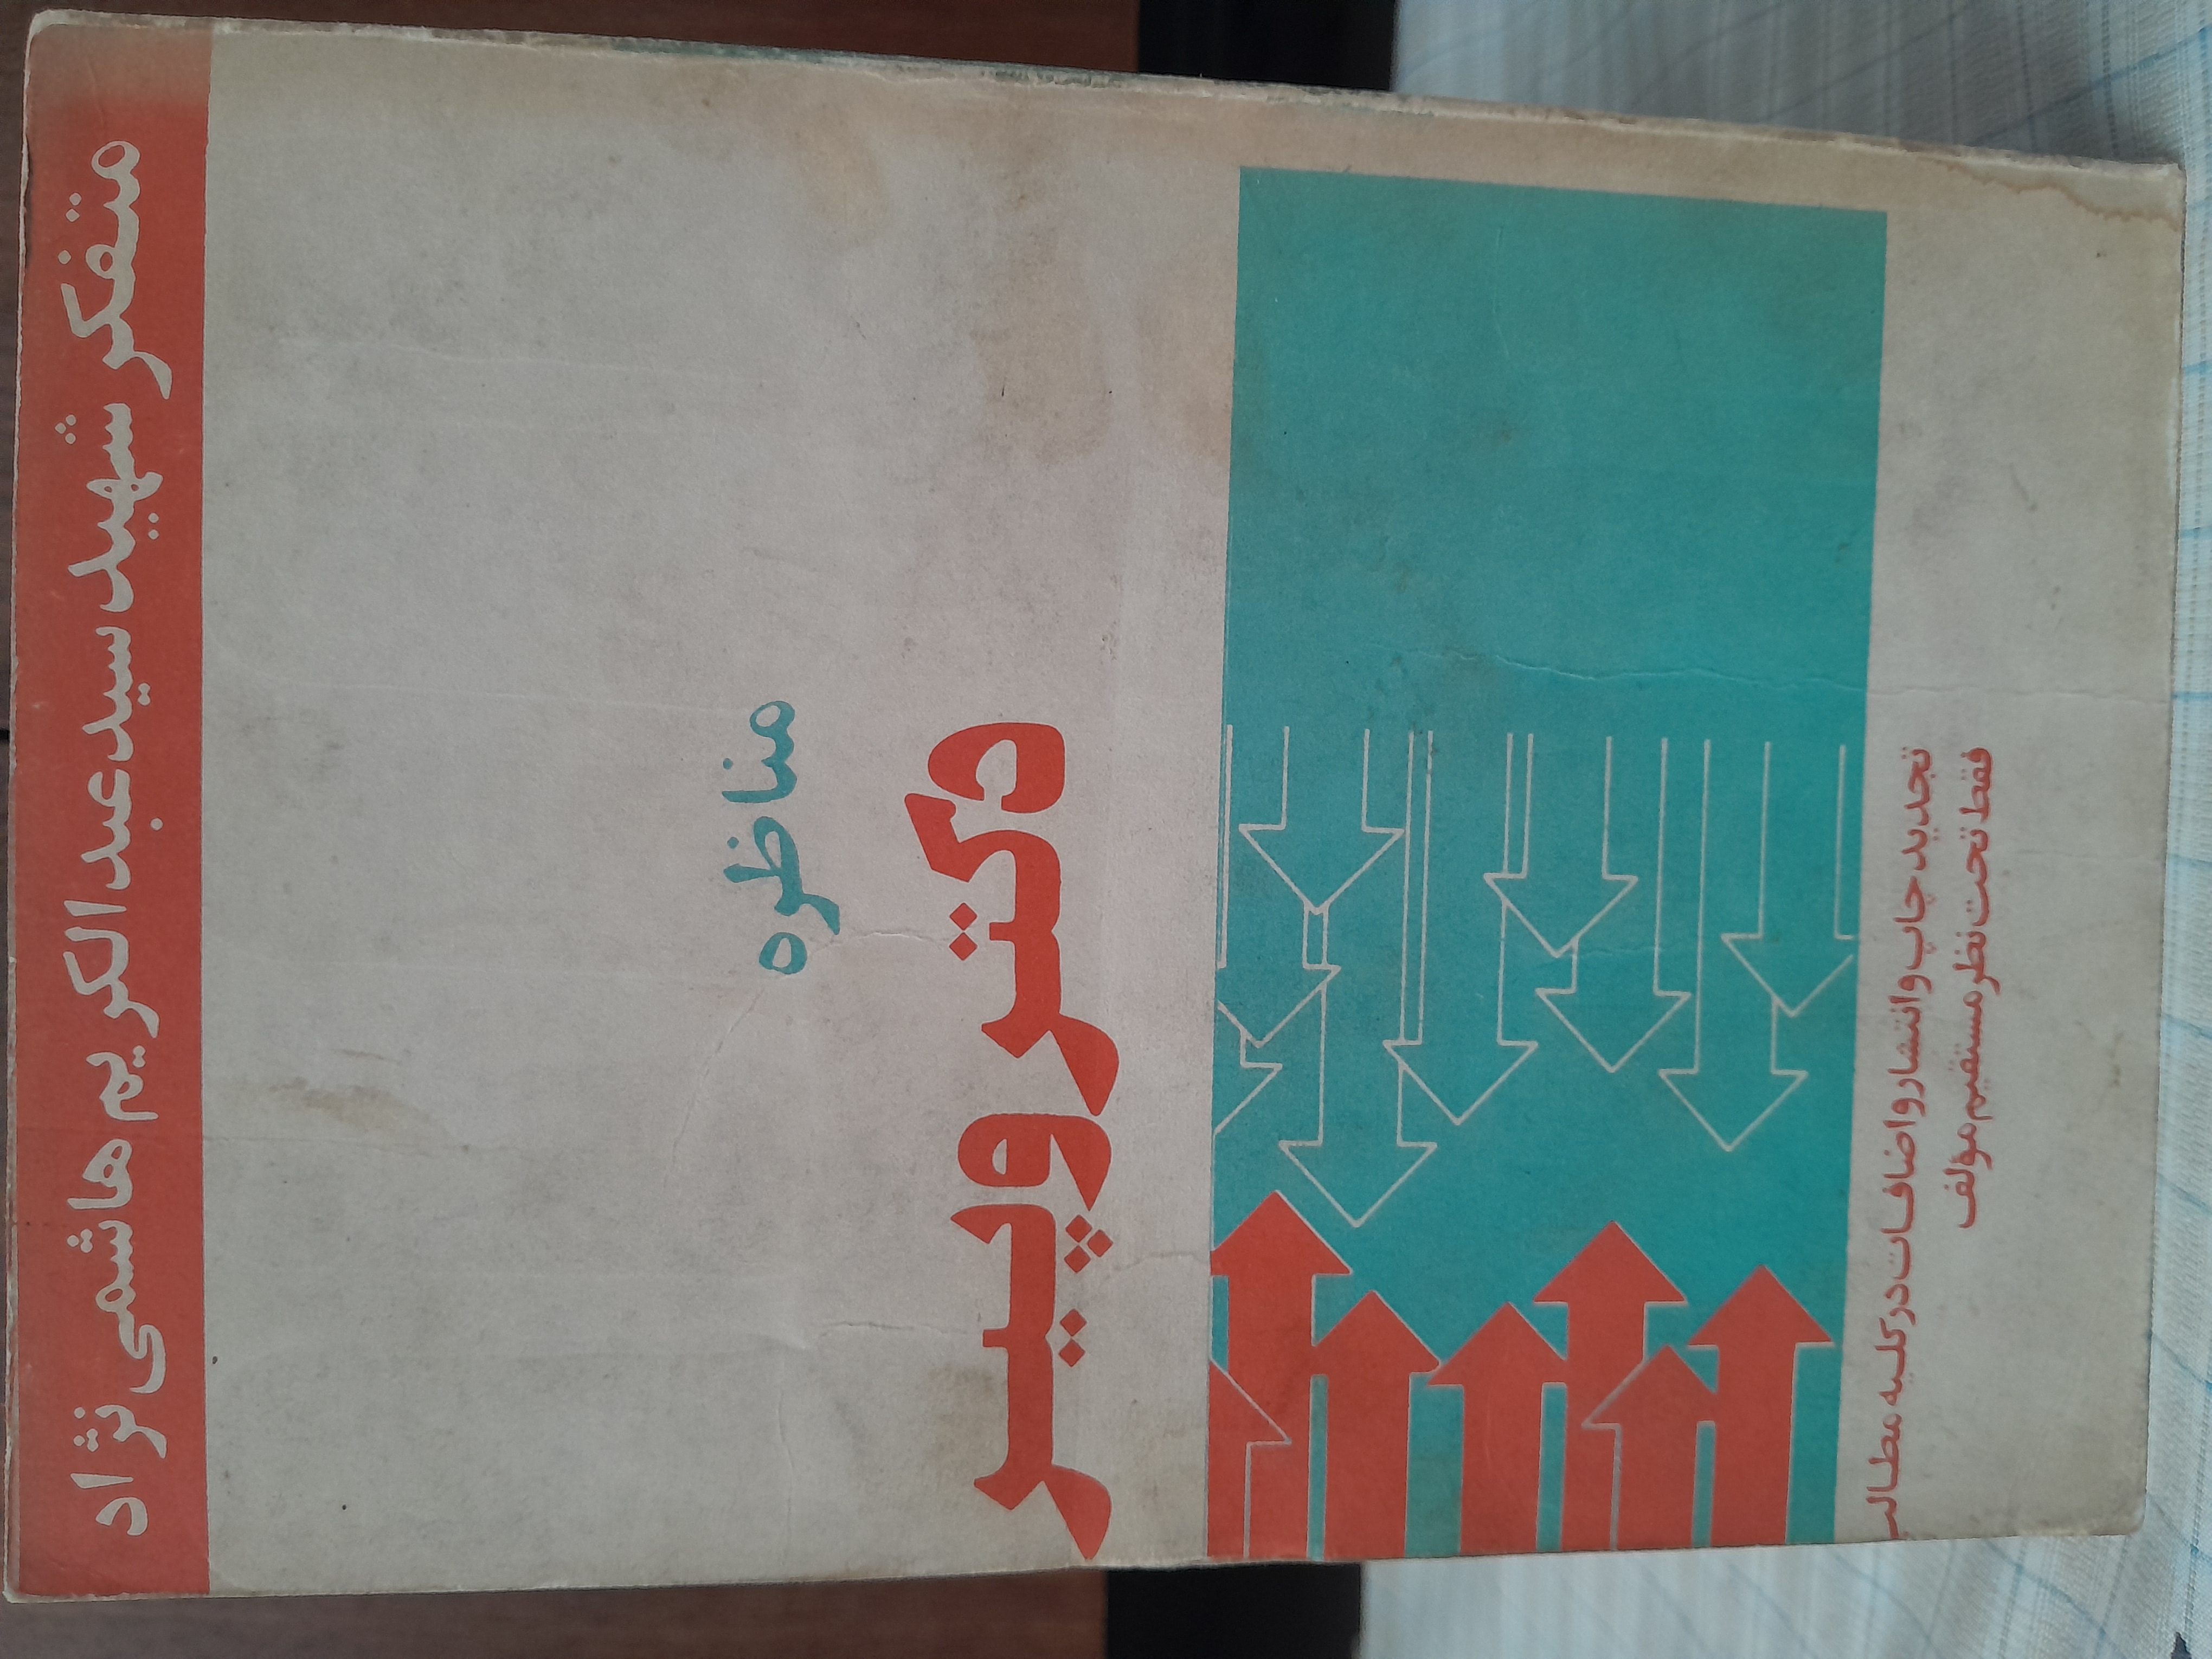 متفکر شهید سید عبدالکریم هاشمی نژاد
مناظره
دکتر و پیر
تجدید چاپ و انتشار و اضافات در کلیه مطالب
فقط تحت نظر مستقیم مؤلف